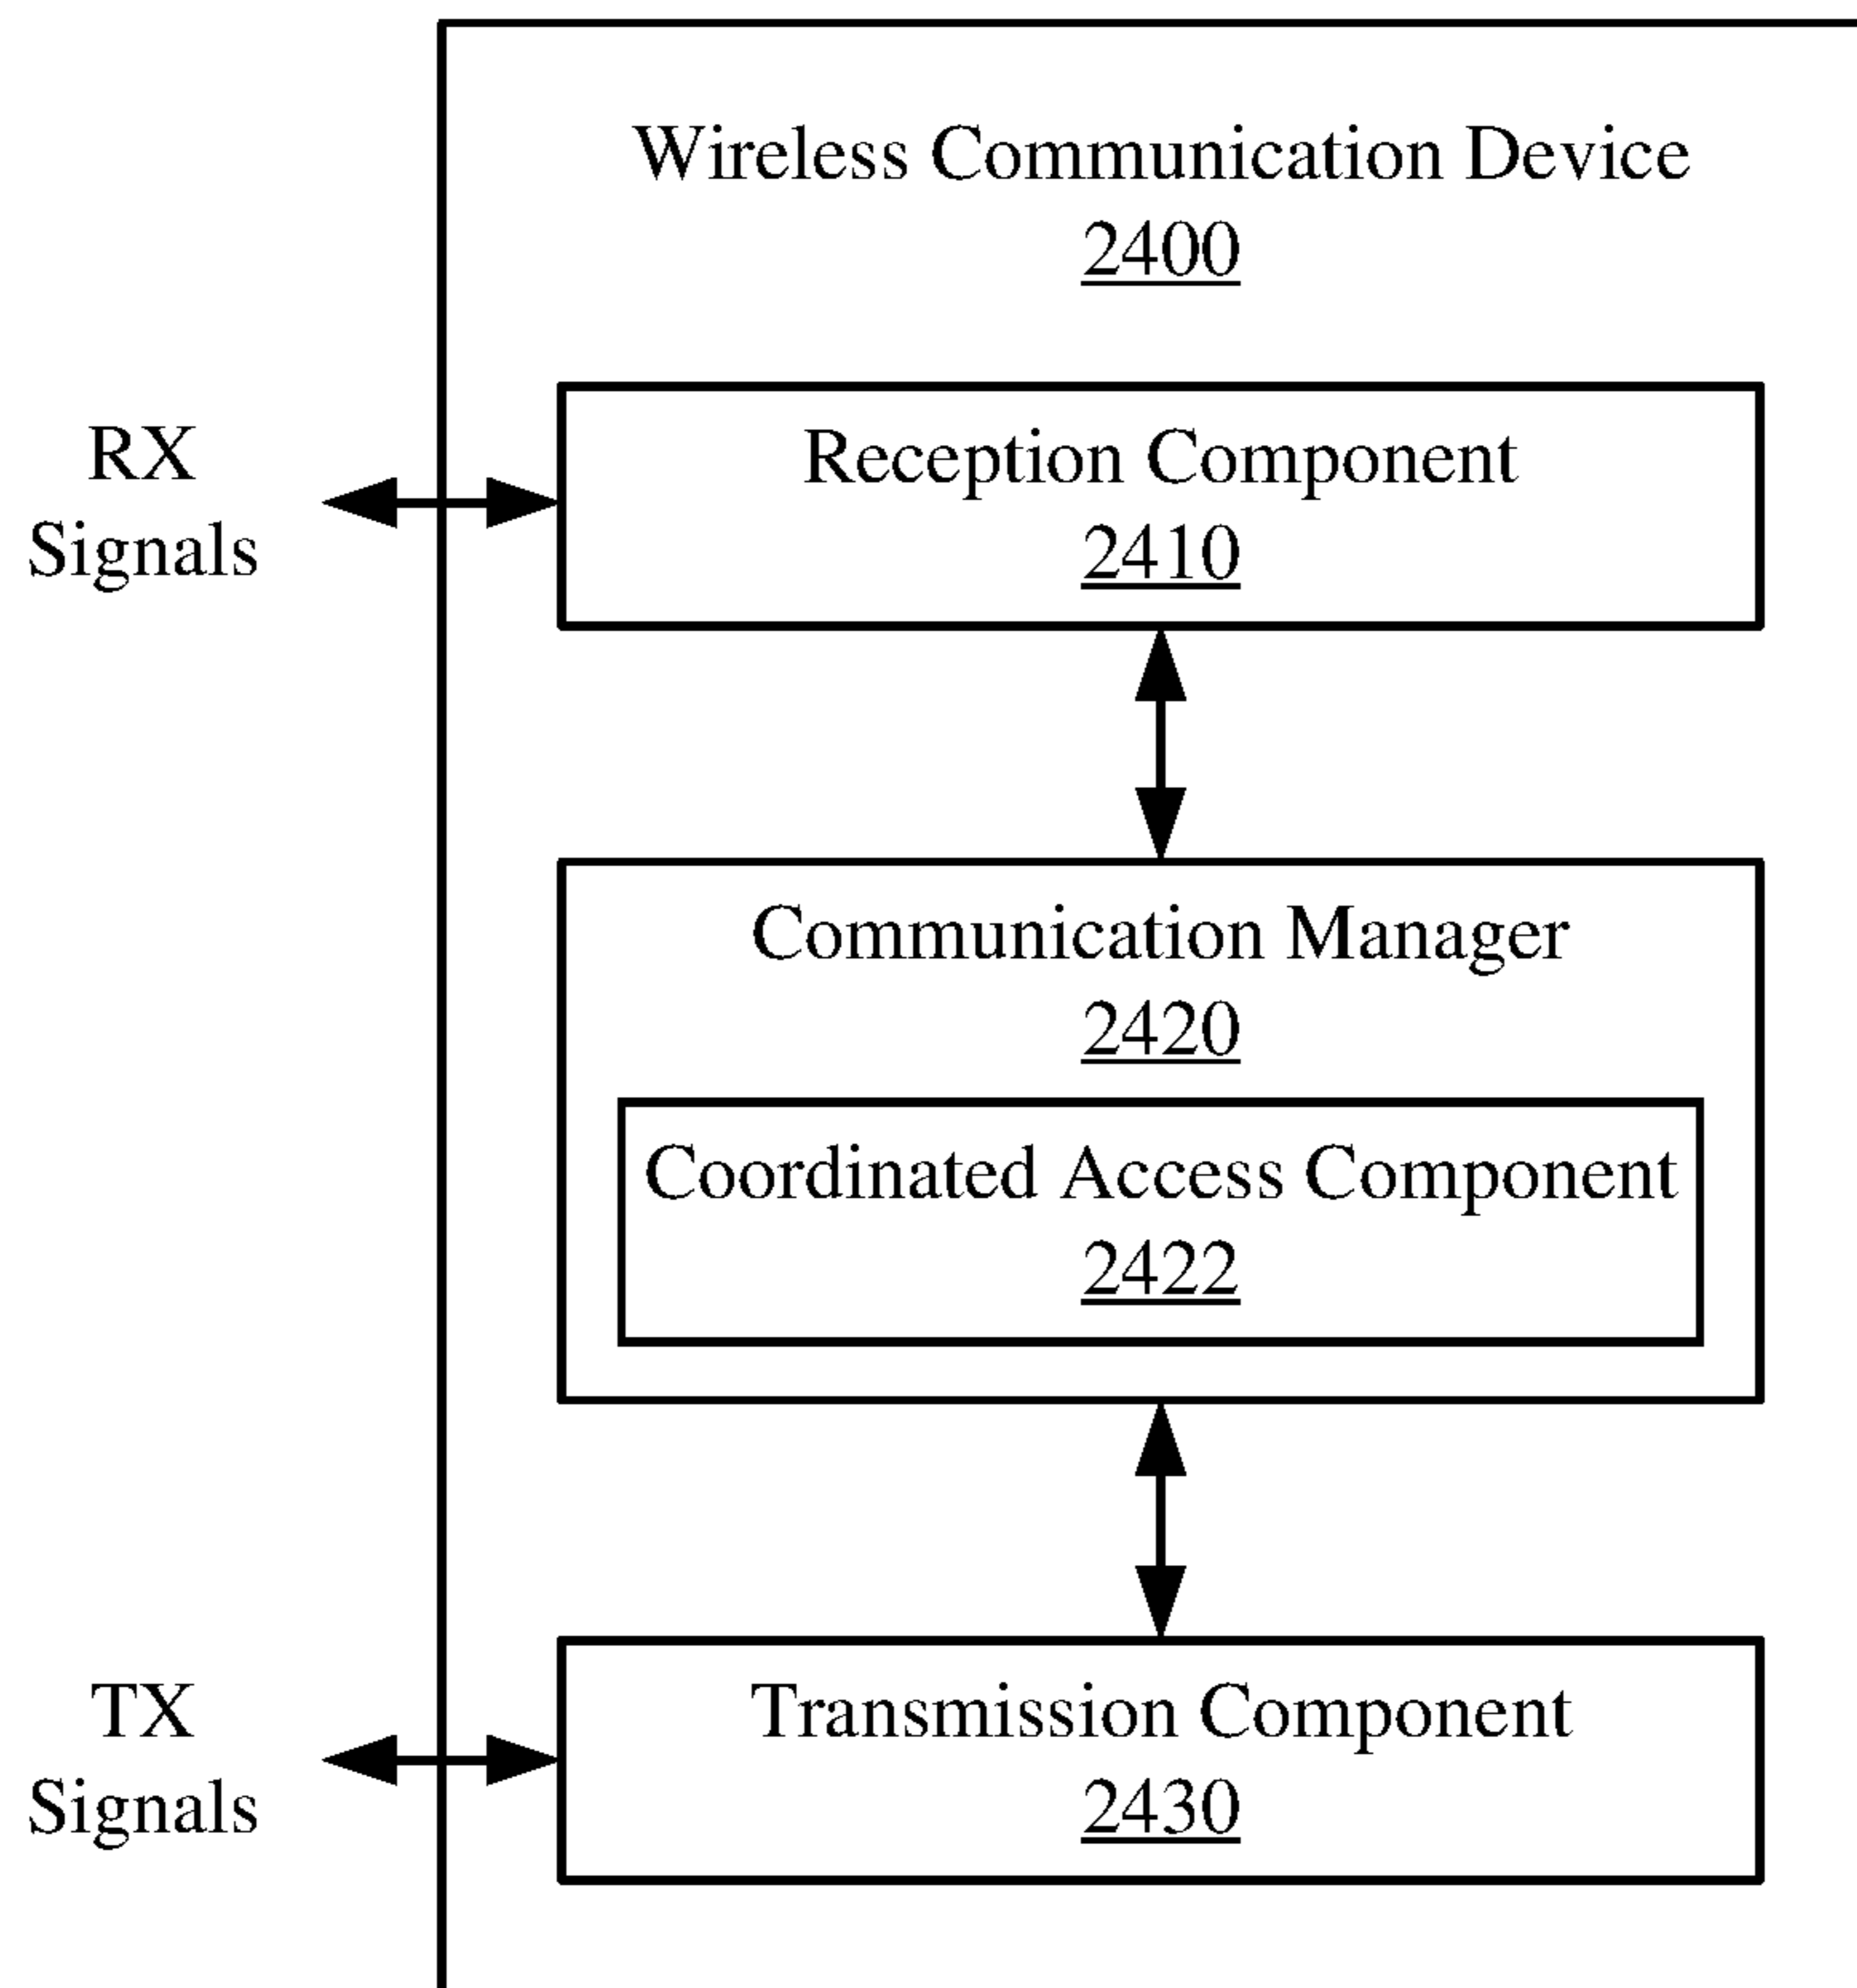 Wireless Communication Device
2400
RX
Signals
Reception Component
2410
Communication Manager
2420
Coordinated Access Component
2422
TX
Signals
Transmission Component
2430